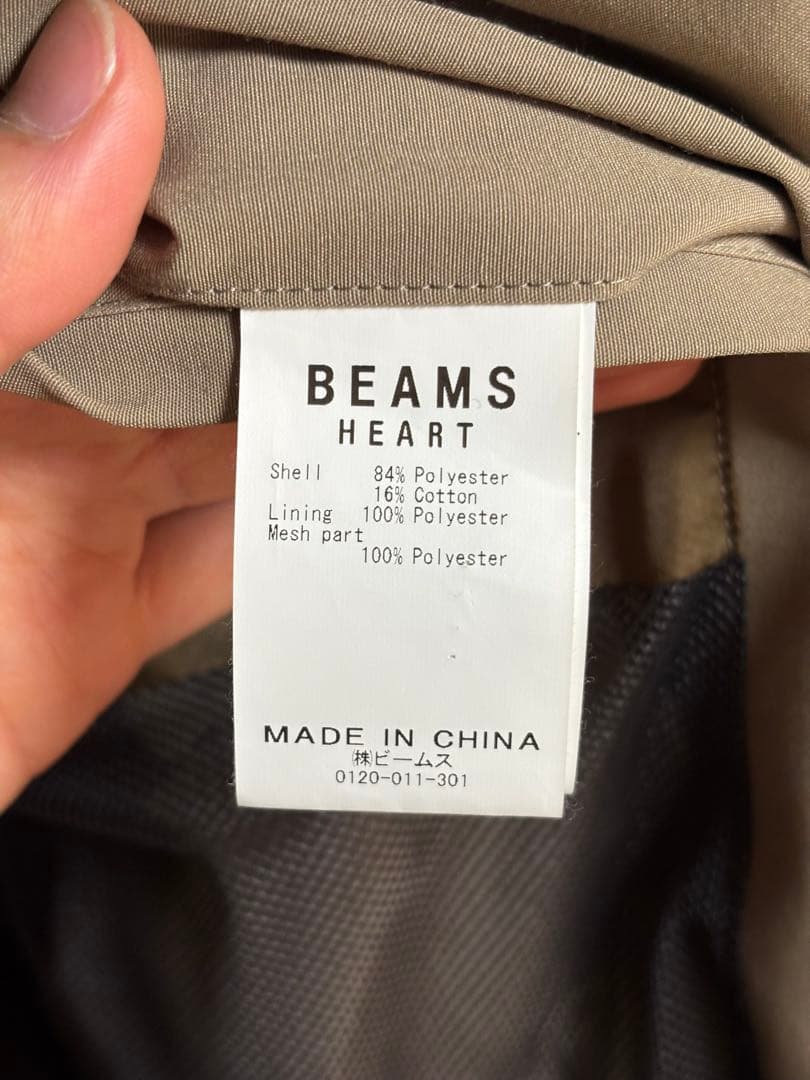 BEAMS
HEART
Shell 84% Polyester
16% Cotton
Lining 100% Polyester
Mesh part
100% Polyester
MADE IN CHINA
㈱ビームス
0120-011-301